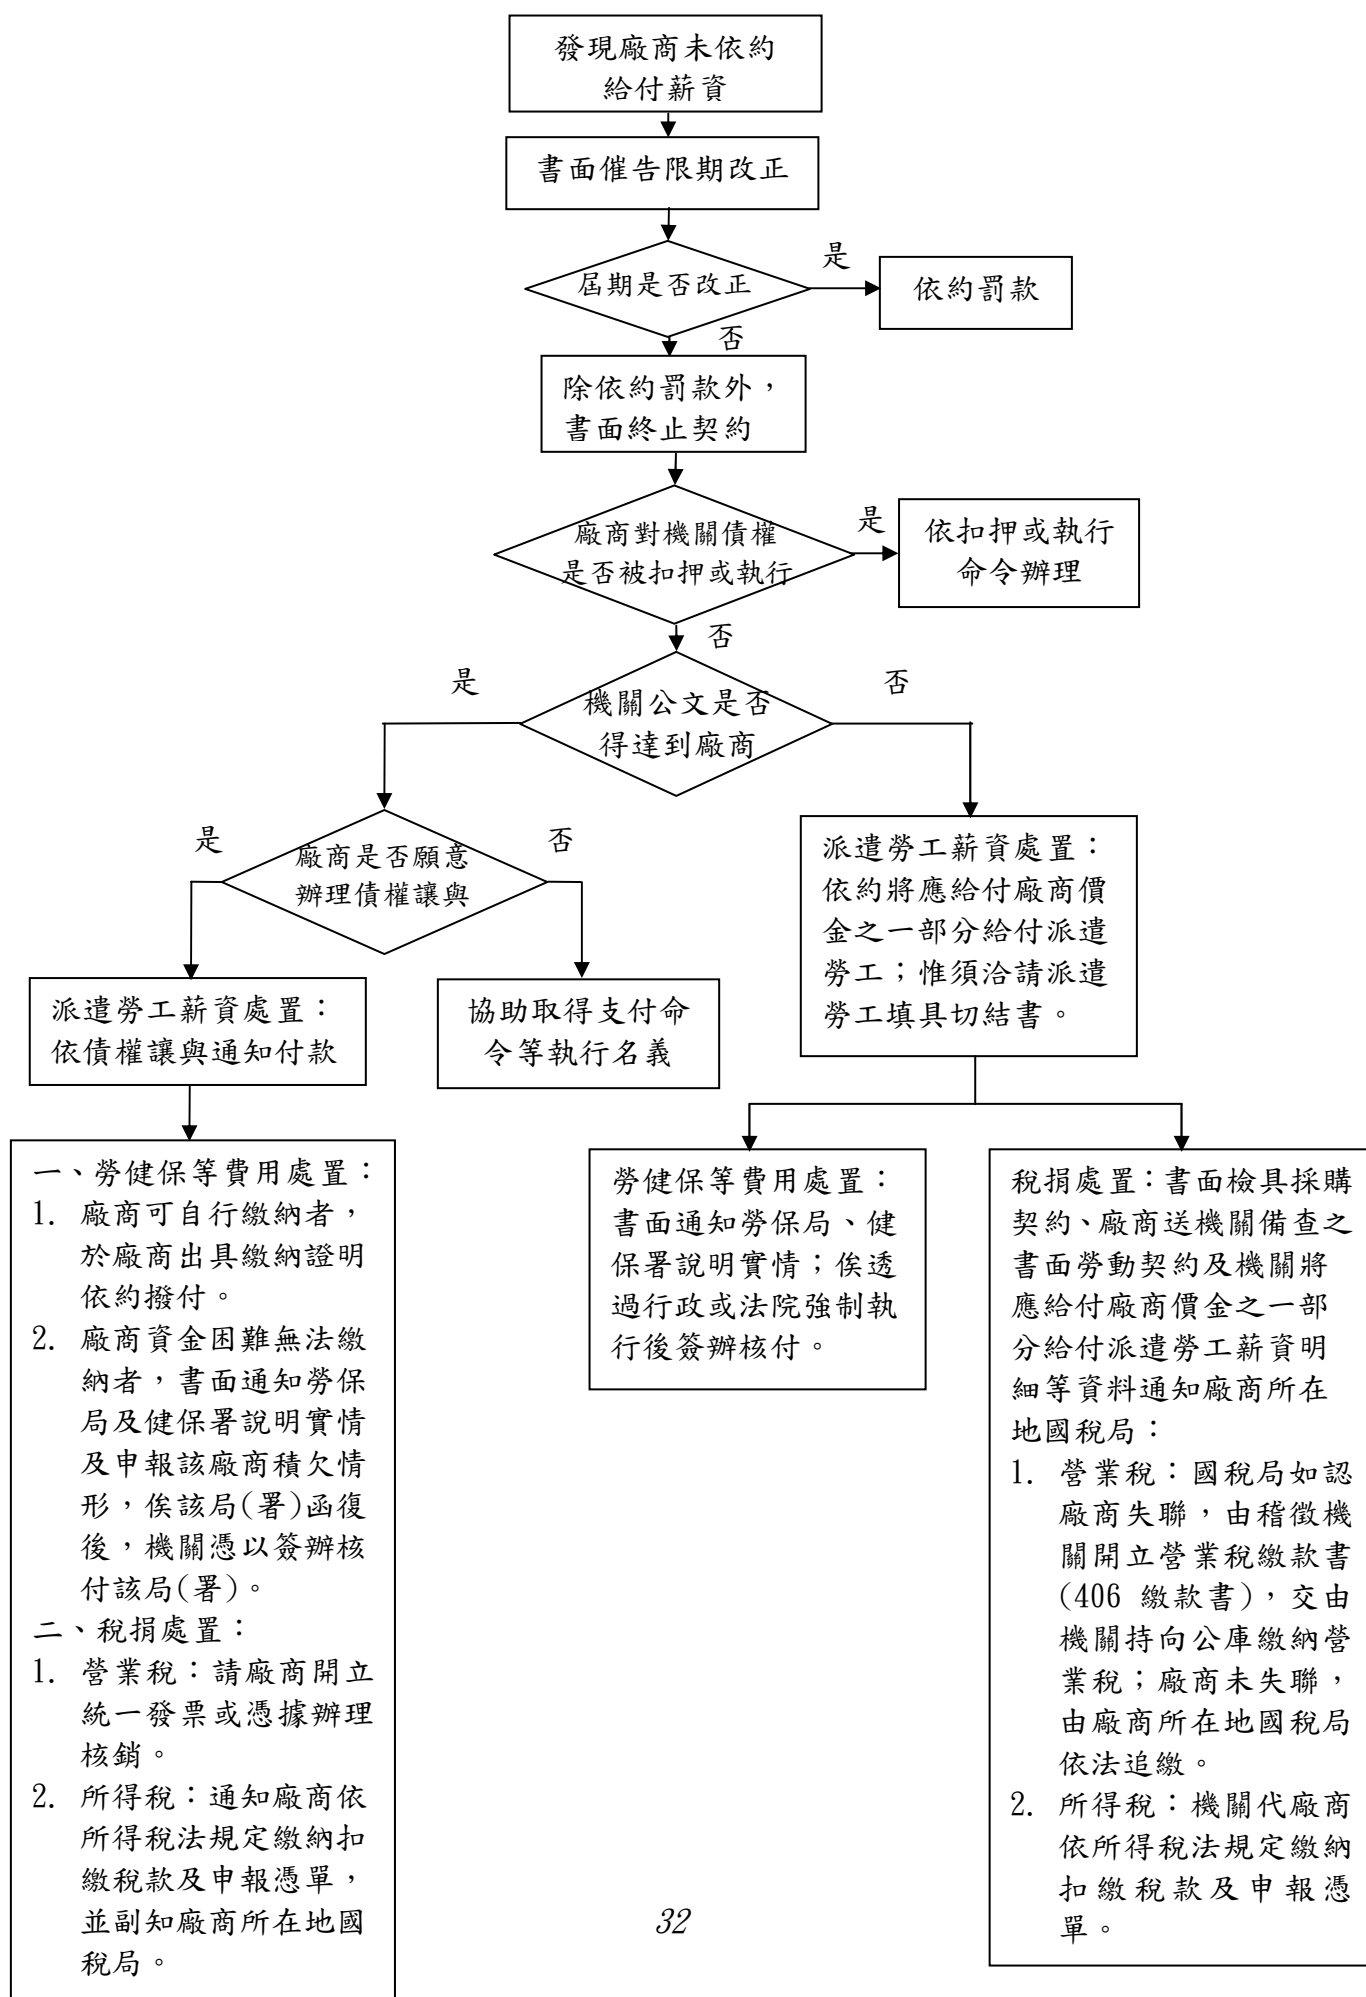 發現廠商未依約
給付薪資
書面催告限期改正
屆期是否改正
是
依約罰款
否
除依約罰款外，
書面終止契約
廠商對機關債權
是否被扣押或執行
是
依扣押或執行
命令辦理
否
機關公文是否
得達到廠商
是
否
廠商是否願意
辦理債權讓與
是
否
派遣勞工薪資處置：
依債權讓與通知付款
協助取得支付命
令等執行名義
派遣勞工薪資處置：
依約將應給付廠商價
金之一部分給付派遣
勞工；惟須洽請派遣
勞工填具切結書。
一、勞健保等費用處置：
1. 廠商可自行繳納者，
於廠商出具繳納證明
依約撥付。
2. 廠商資金困難無法繳
納者，書面通知勞保
局及健保署說明實情
及申報該廠商積欠情
形，俟該局(署)函復
後，機關憑以簽辦核
付該局(署)。
二、稅捐處置：
1. 營業稅：請廠商開立
統一發票或憑據辦理
核銷。
2. 所得稅：通知廠商依
所得稅法規定繳納扣
繳稅款及申報憑單，
並副知廠商所在地國
稅局。
勞健保等費用處置：
書面通知勞保局、健
保署說明實情；俟透
過行政或法院強制執
行後簽辦核付。
稅捐處置：書面檢具採購
契約、廠商送機關備查之
書面勞動契約及機關將
應給付廠商價金之一部
分給付派遣勞工薪資明
細等資料通知廠商所在
地國稅局：
1. 營業稅：國稅局如認
廠商失聯，由稽徵機
關開立營業稅繳款書
(406 繳款書)，交由
機關持向公庫繳納營
業稅；廠商未失聯，
由廠商所在地國稅局
依法追繳。
2. 所得稅：機關代廠商
依所得稅法規定繳納
扣繳稅款及申報憑
單。
32